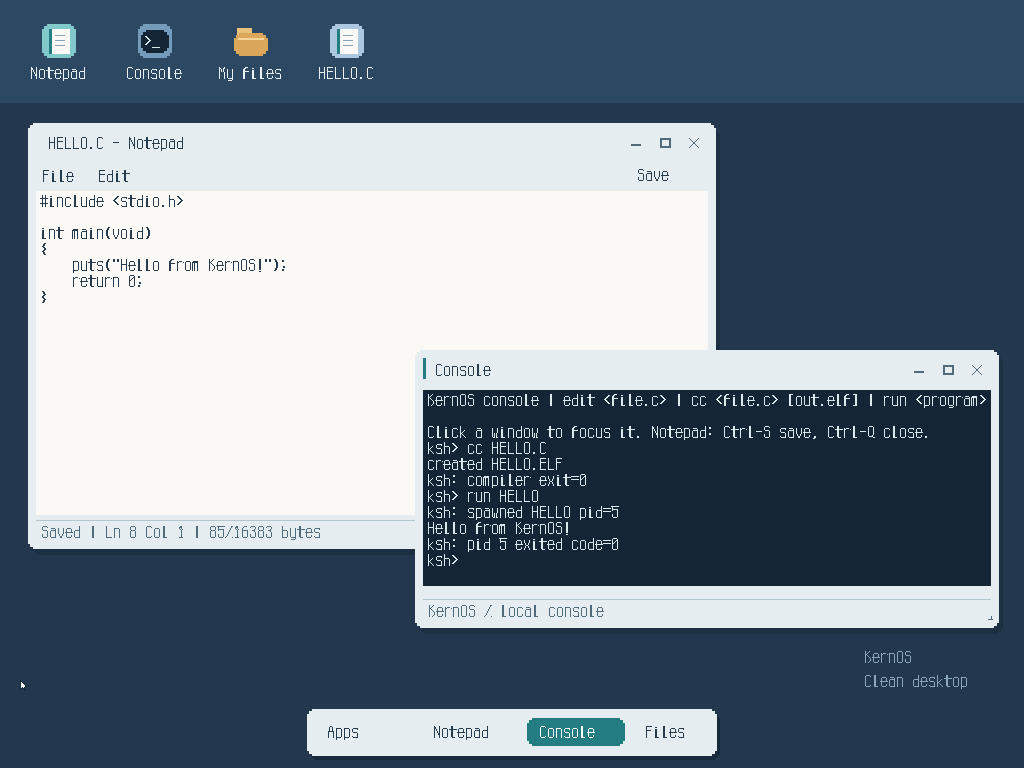 Notepad Console My files HELLO.C
HELLO.C - Notepad
File Edit Save
#include <stdio.h>
int main(void)
{
    puts("Hello from KernOS!");
    return 0;
}
Saved | Ln 8 Col 1 | 85/16383 bytes
Console
KernOS console | edit <file.c> | cc <file.c> [out.elf] | run <program>
Click a window to focus it. Notepad: Ctrl-S save, Ctrl-Q close.
ksh> cc HELLO.C
created HELLO.ELF
ksh: compiler exit=0
ksh> run HELLO
ksh: spawned HELLO pid=5
Hello from KernOS!
ksh: pid 5 exited code=0
ksh>
KernOS / local console
KernOS
Clean desktop
Apps Notepad Console Files